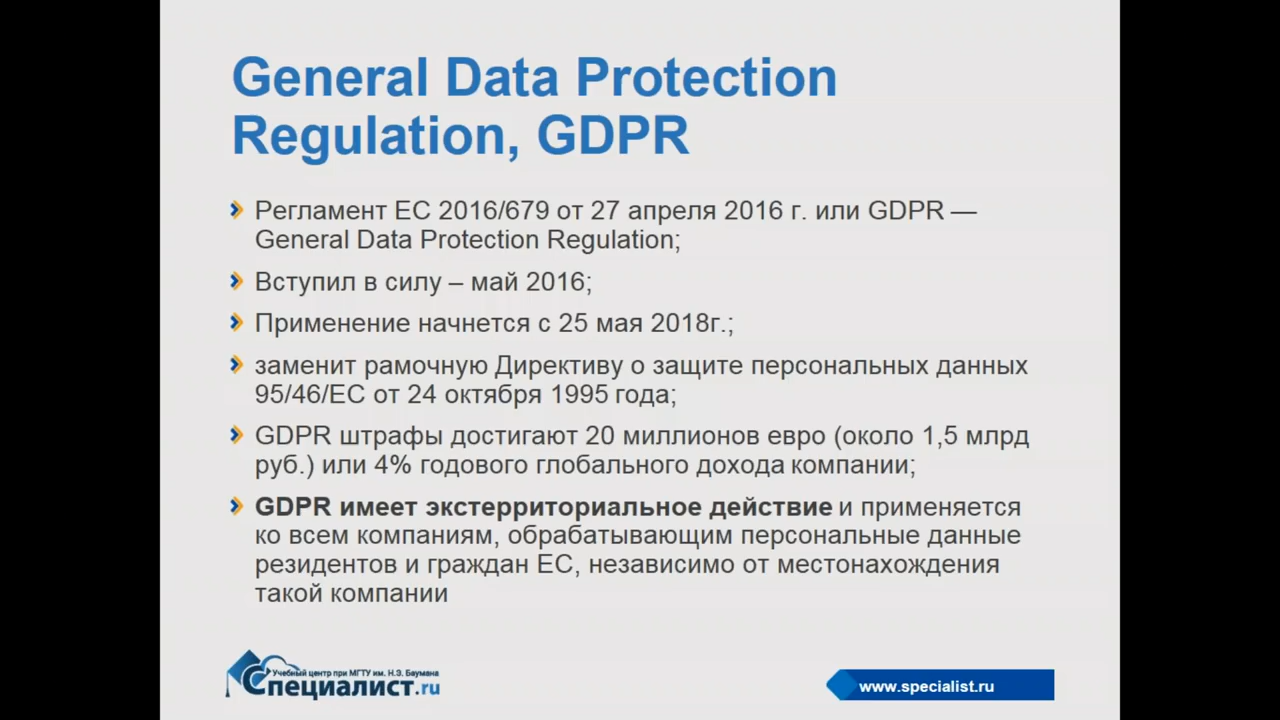 General Data Protection
Regulation, GDPR
Регламент ЕС 2016/679 от 27 апреля 2016 г. или GDPR —
General Data Protection Regulation;
Вступил в силу – май 2016;
Применение начнется с 25 мая 2018г.;
заменит рамочную Директиву о защите персональных данных
95/46/ЕС от 24 октября 1995 года;
GDPR штрафы достигают 20 миллионов евро (около 1,5 млрд
руб.) или 4% годового глобального дохода компании;
GDPR имеет экстерриториальное действие и применяется
ко всем компаниям, обрабатывающим персональные данные
резидентов и граждан ЕС, независимо от местонахождения
такой компании
Учебный центр при МГТУ им. Н.Э. Баумана
Специалист.ru
www.specialist.ru